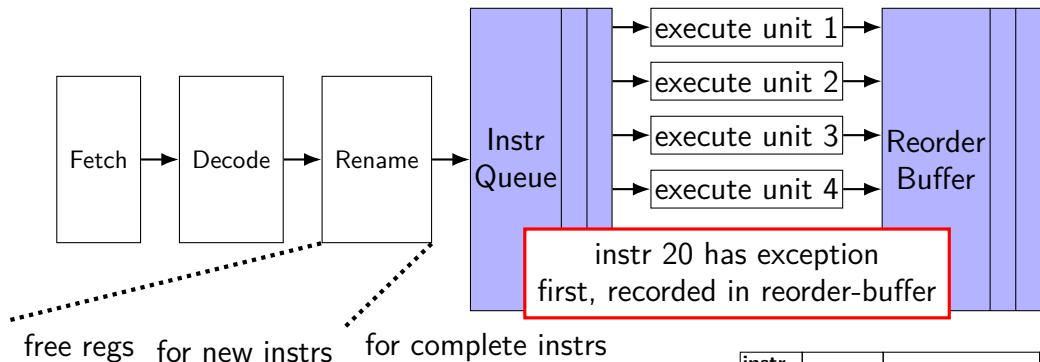 Fetch
Decode
Rename
Instr
Queue
execute unit 1
execute unit 2
execute unit 3
execute unit 4
Reorder
Buffer
instr 20 has exception
first, recorded in reorder-buffer
free regs
for new instrs
for complete instrs
instr